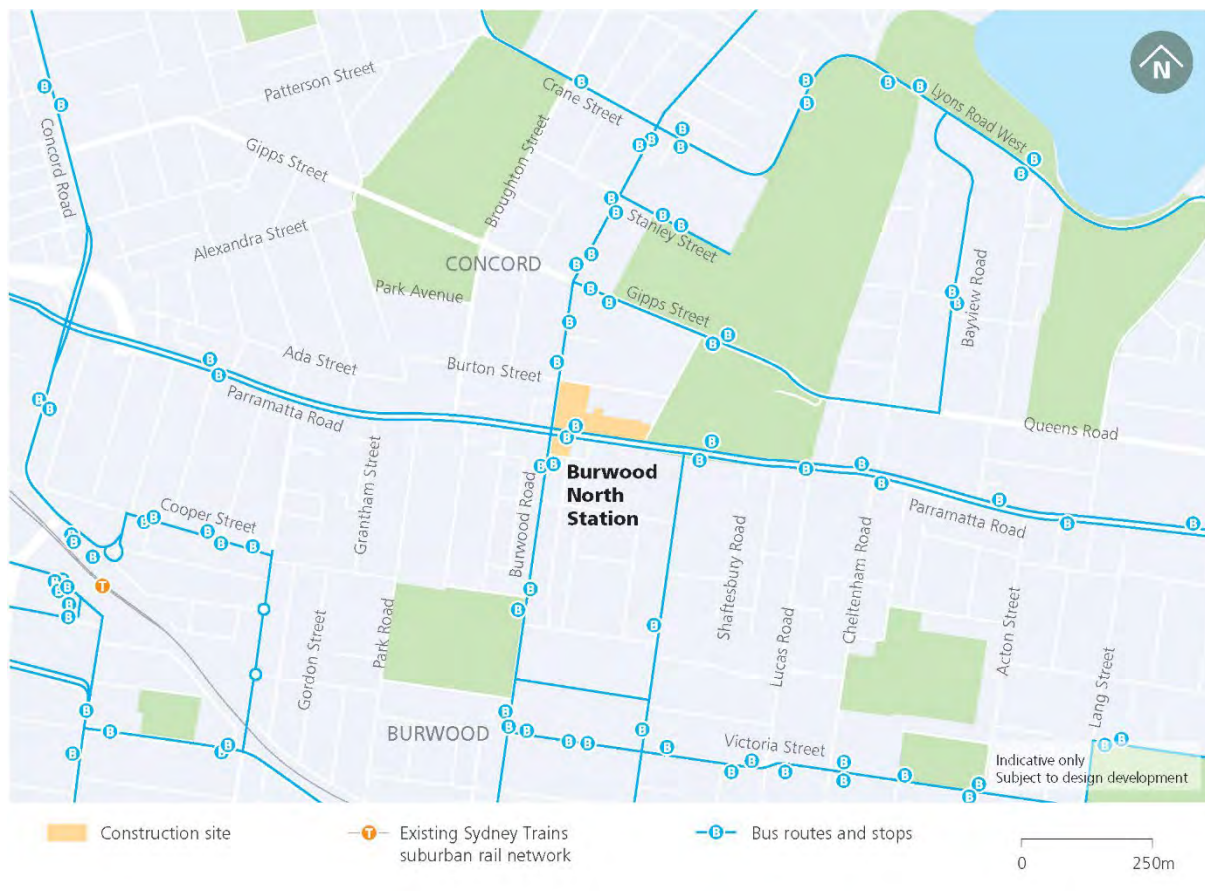 N
Patterson Street
Crane Street
Lyons Road West
Concord Road
Gipps Street
Broughton Street
Alexandra Street
Stanley Street
CONCORD
Park Avenue
Gipps Street
Bayview Road
Ada Street
Burton Street
Parramatta Road
Queens Road
Burwood
North
Station
Grantham Street
Burwood Road
Cooper Street
Parramatta Road
Shaftesbury Road
Cheltenham Road
T
Gordon Street
Park Road
Lucas Road
Acton Street
Lang Street
BURWOOD
Victoria Street
Indicative only
Subject to design development
Construction site
T
Existing Sydney Trains
suburban rail network
B
Bus routes and stops
0 250m